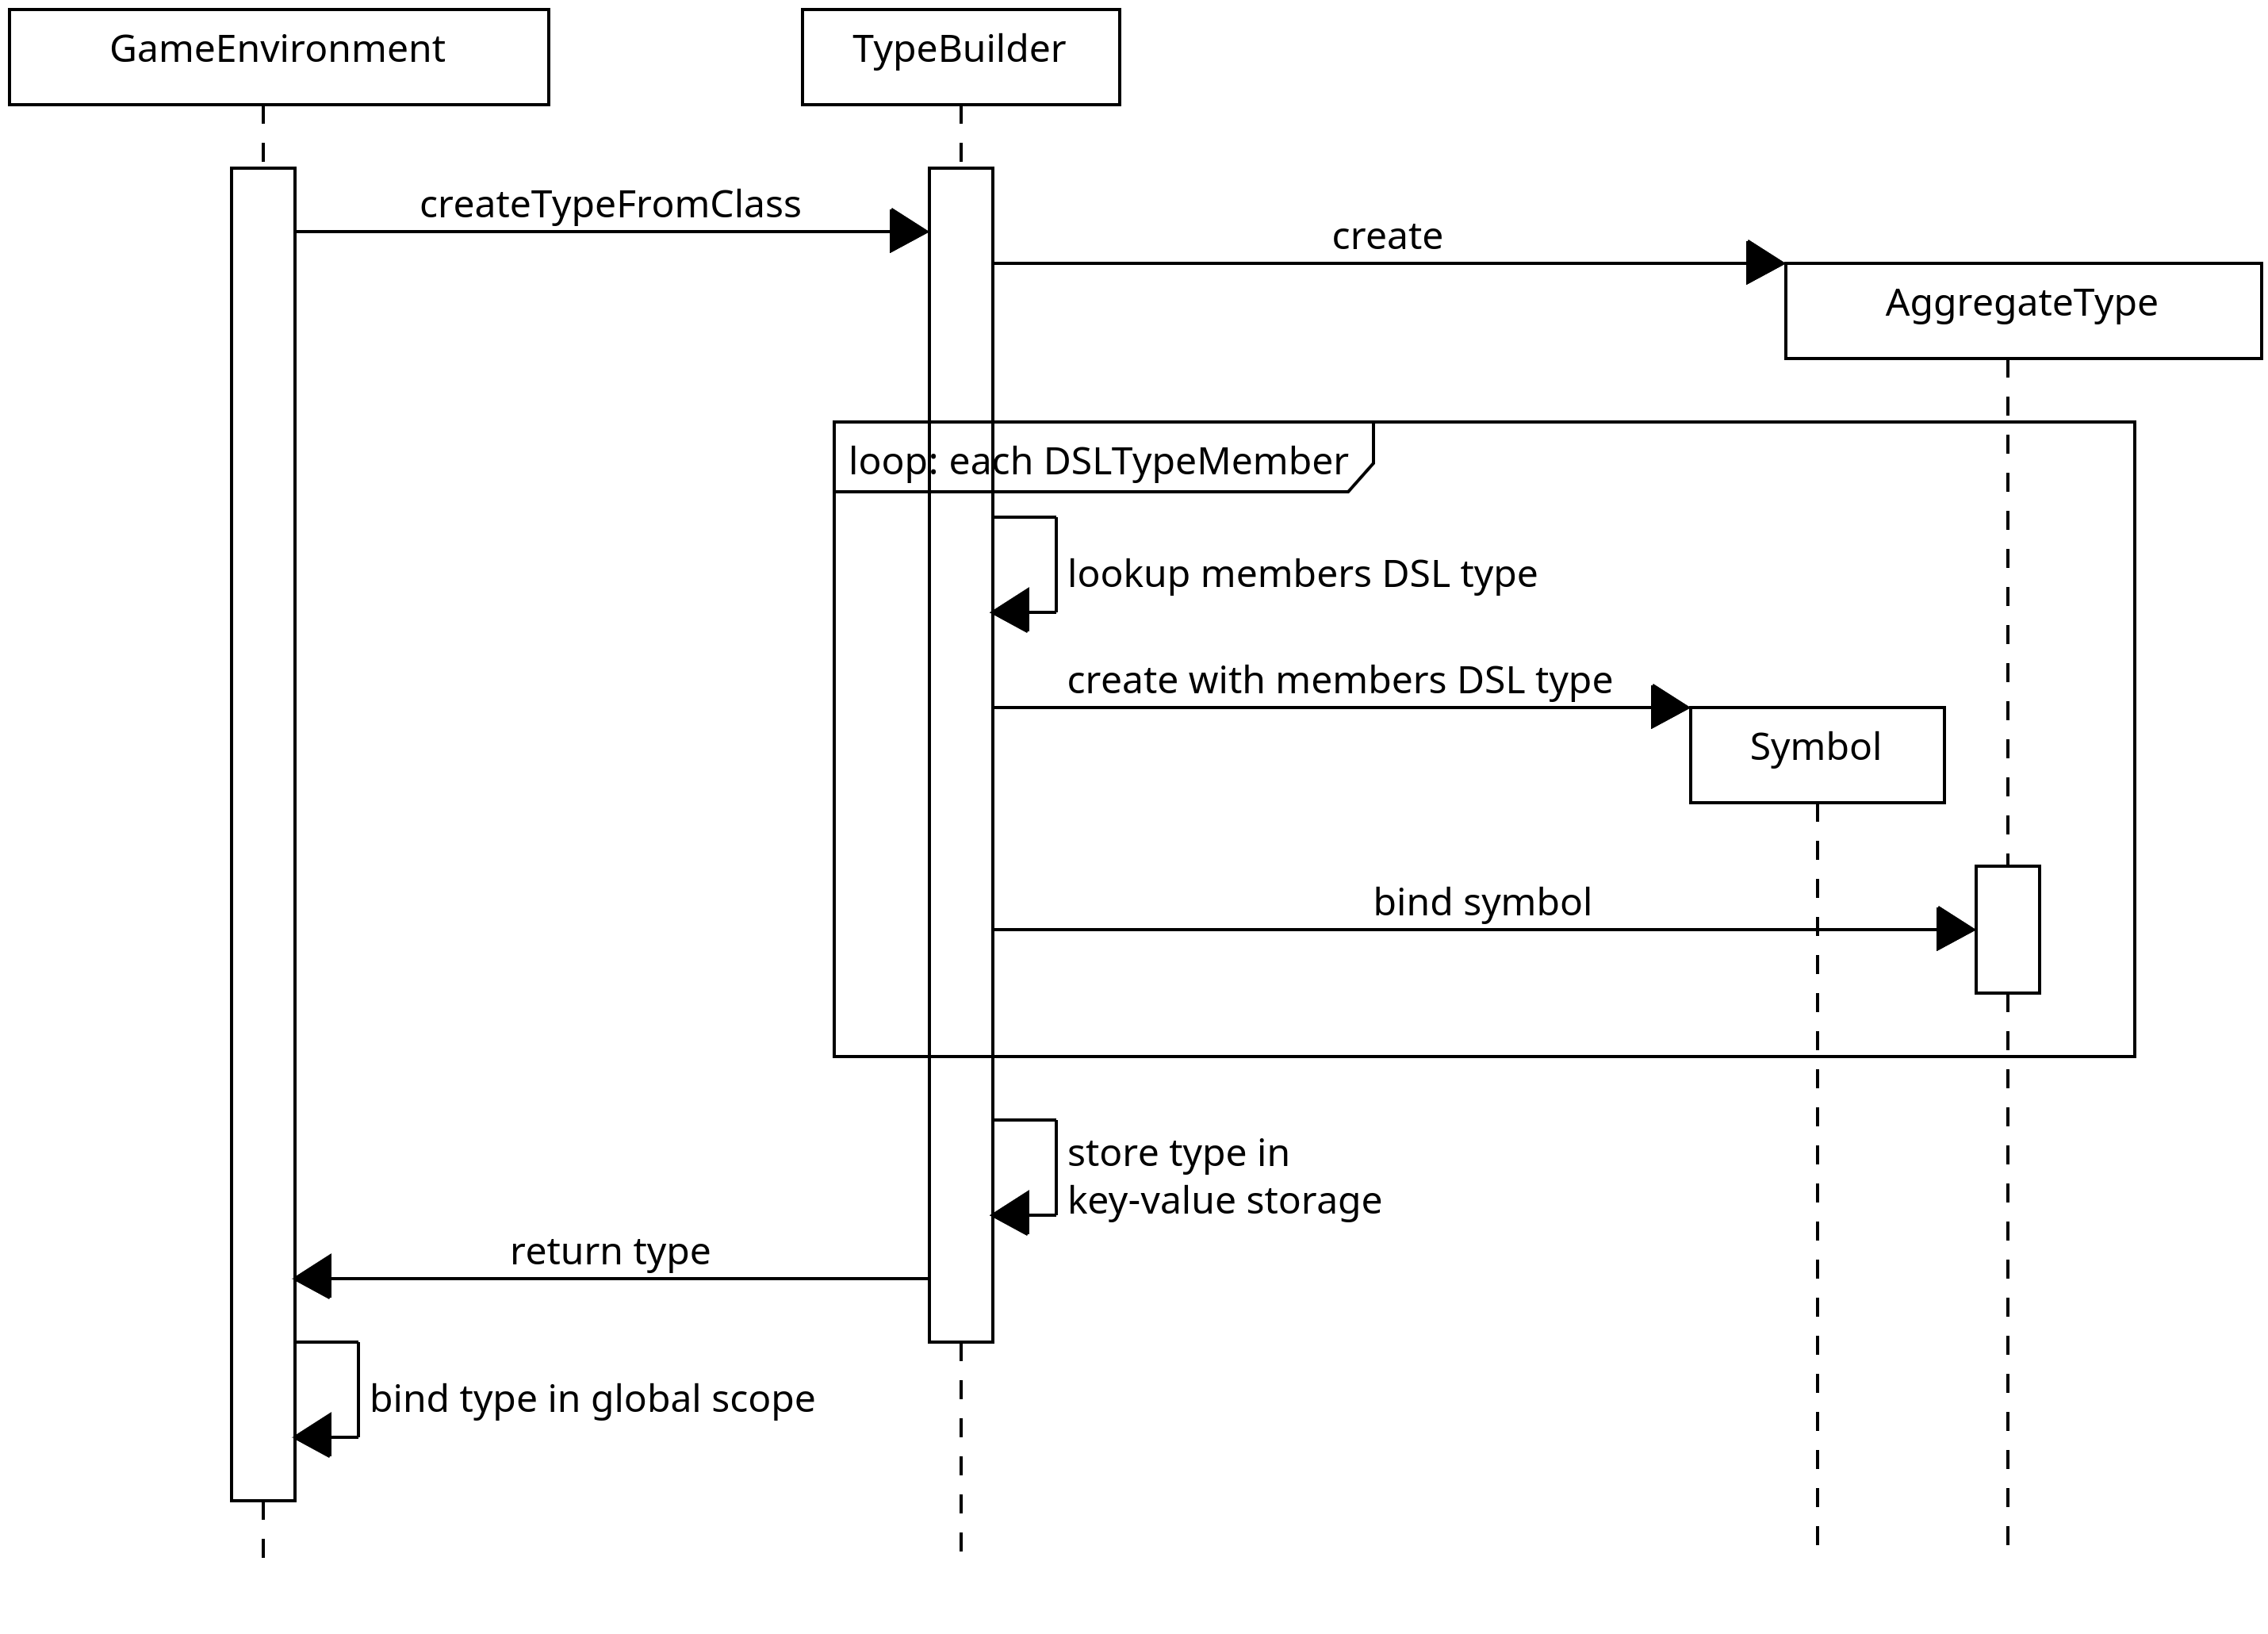 GameEnvironment
TypeBuilder
createTypeFromClass
create
AggregateType
loop: each DSLTypeMember
lookup members DSL type
create with members DSL type
Symbol
bind symbol
store type in
key-value storage
return type
bind type in global scope